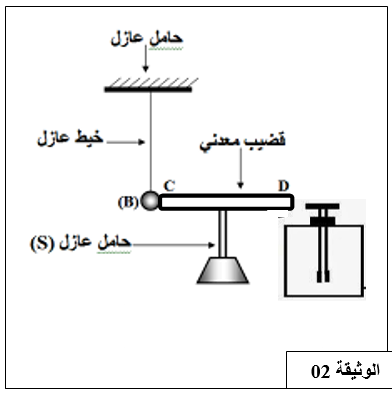 حامل عازل
خيط عازل
قضيب معدني
C
D
(B)
حامل عازل (S)
الوثيقة 02